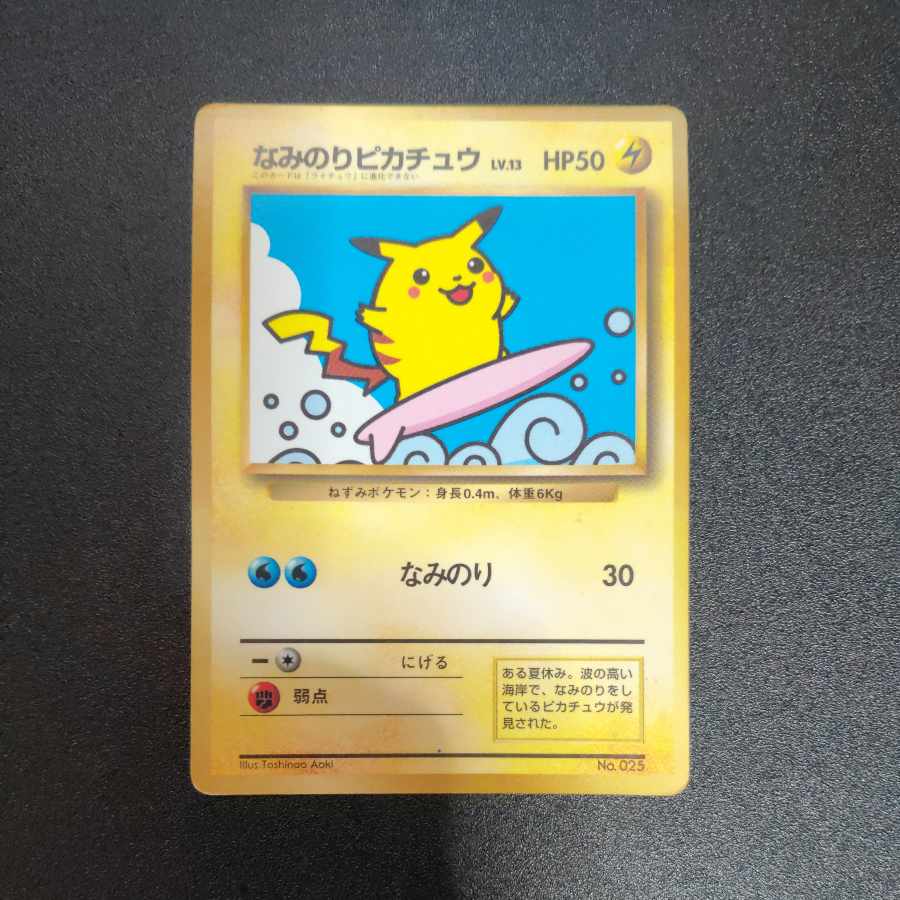 なみのりピカチュウ LV.13 HP50
このカードは「ライチュウ」に進化できない
ねずみポケモン：身長0.4m、体重6Kg
なみのり 30
にげる
弱点
ある夏休み。波の高い
海岸で、なみのりをし
ているピカチュウが発
見された。
Illus Toshinao Aoki No. 025